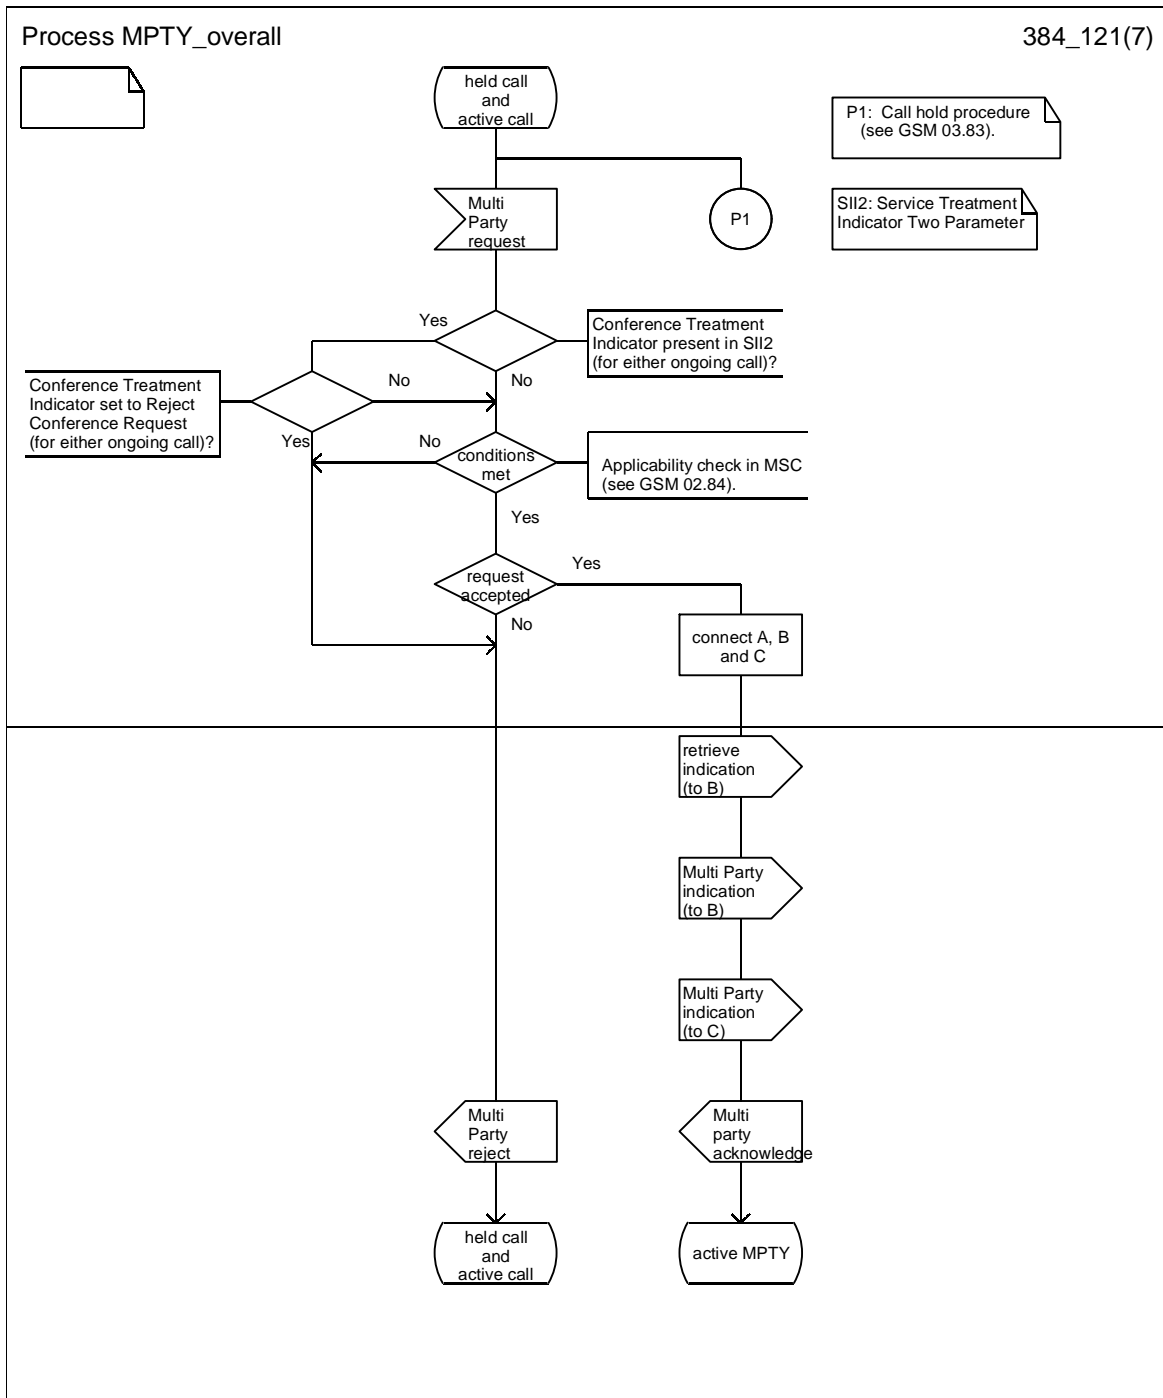 Process MPTY_overall
384_121(7)
held call
and
active call
P1: Call hold procedure
(see GSM 03.83).
Multi
Party
request
P1
SII2: Service Treatment
Indicator Two Parameter
Yes
Conference Treatment
Indicator present in SII2
(for either ongoing call)?
No
No
Conference Treatment
Indicator set to Reject
Conference Request
(for either ongoing call)?
Yes
No
conditions
met
Applicability check in MSC
(see GSM 02.84).
Yes
request
accepted
Yes
No
connect A, B
and C
retrieve
indication
(to B)
Multi Party
indication
(to B)
Multi Party
indication
(to C)
Multi
Party
reject
Multi
party
acknowledge
held call
and
active call
active MPTY